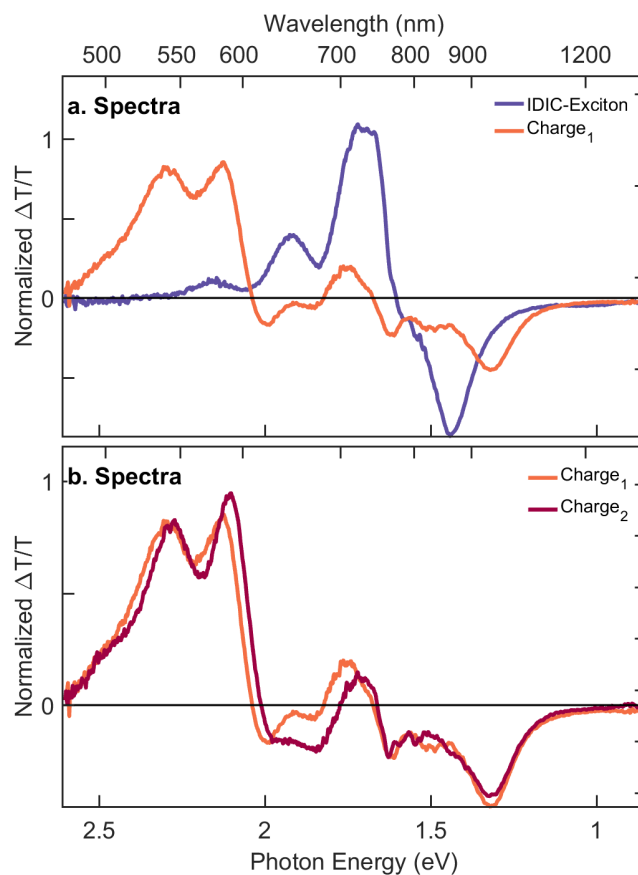 Wavelength (nm)
500 550 600 700 800 900 1200
a. Spectra
IDIC-Exciton
Charge₁
1
0
Normalized ΔT/T
b. Spectra
Charge₁
Charge₂
1
0
Normalized ΔT/T
2.5 2 1.5 1
Photon Energy (eV)